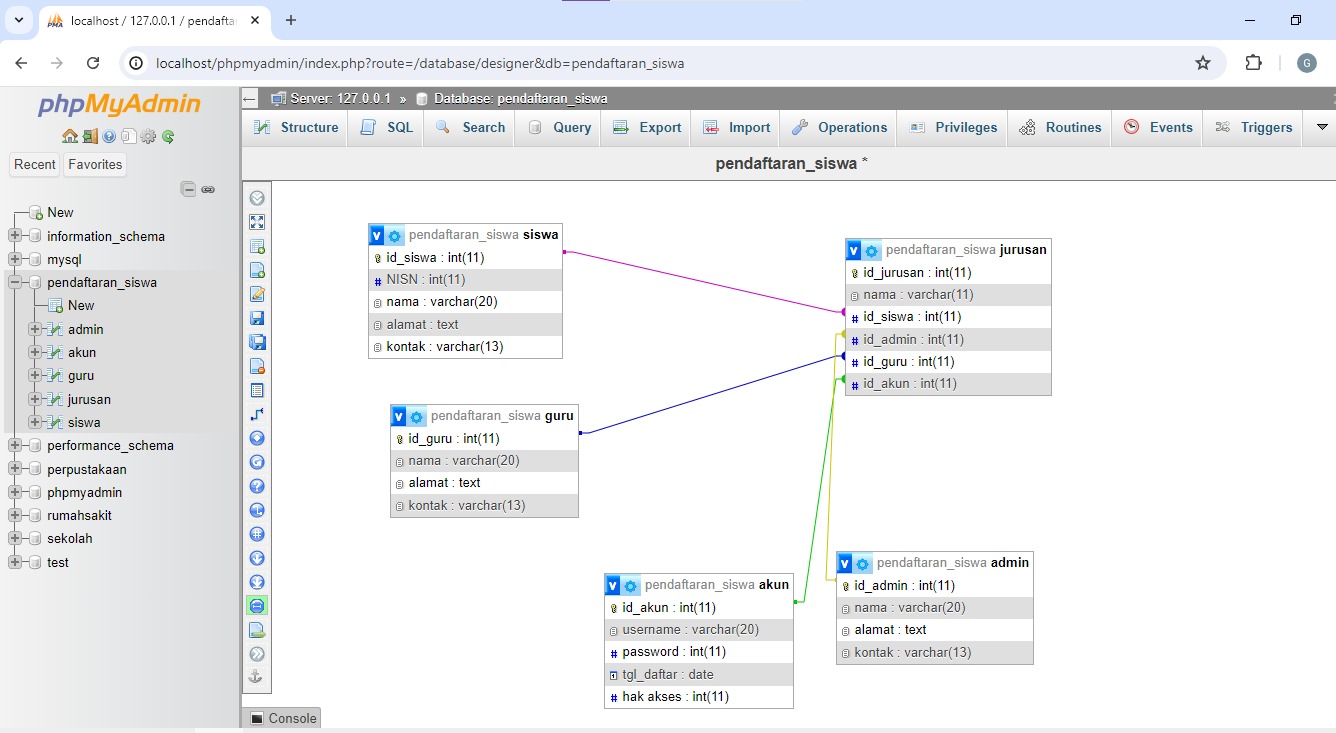 localhost / 127.0.0.1 / pendafta
localhost/phpmyadmin/index.php?route=/database/designer&db=pendaftaran_siswa
G
phpMyAdmin
Recent Favorites
New
information_schema
mysql
pendaftaran_siswa
New
admin
akun
guru
jurusan
siswa
performance_schema
perpustakaan
phpmyadmin
rumahsakit
sekolah
test
Server: 127.0.0.1 » Database: pendaftaran_siswa
Structure SQL Search Query Export Import Operations Privileges Routines Events Triggers
pendaftaran_siswa *
v pendaftaran_siswa siswa
id_siswa : int(11)
# NISN : int(11)
nama : varchar(20)
alamat : text
kontak : varchar(13)
v pendaftaran_siswa jurusan
id_jurusan : int(11)
nama : varchar(11)
# id_siswa : int(11)
# id_admin : int(11)
# id_guru : int(11)
# id_akun : int(11)
v pendaftaran_siswa guru
id_guru : int(11)
nama : varchar(20)
alamat : text
kontak : varchar(13)
v pendaftaran_siswa akun
id_akun : int(11)
username : varchar(20)
# password : int(11)
tgl_daftar : date
# hak akses : int(11)
v pendaftaran_siswa admin
id_admin : int(11)
nama : varchar(20)
alamat : text
kontak : varchar(13)
Console